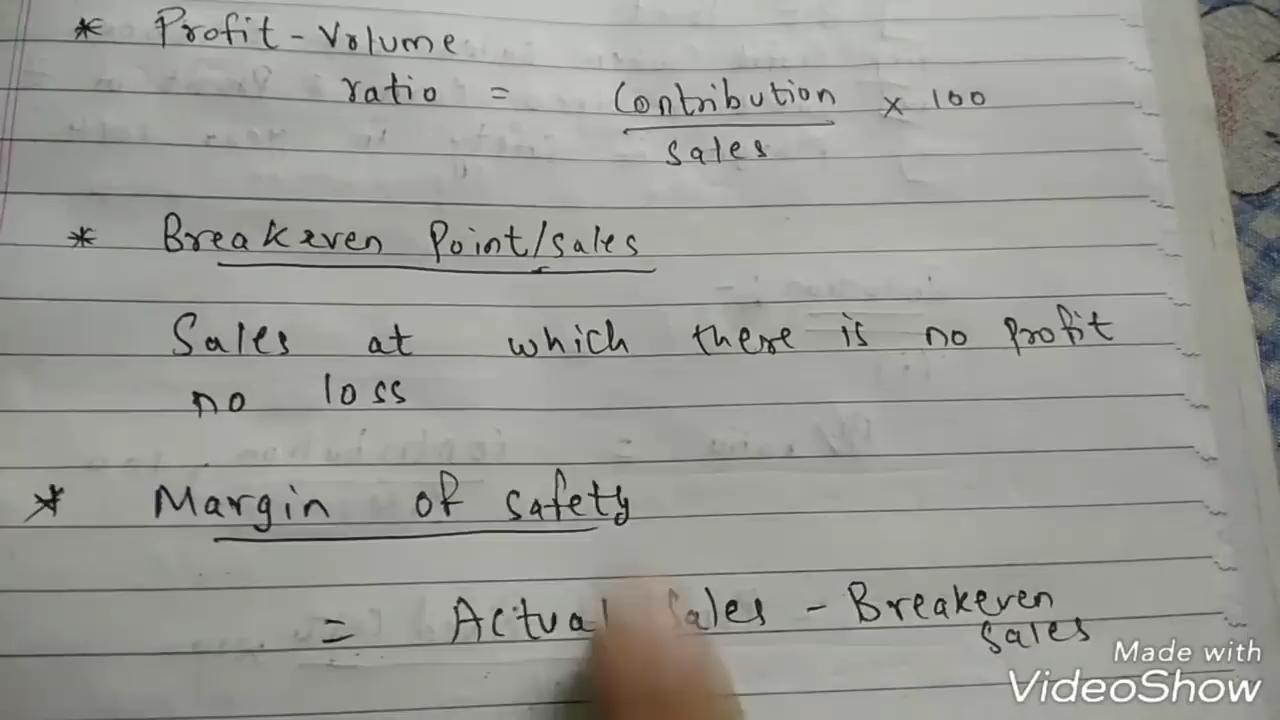 * Profit - Volume
ratio = Contribution × 100
sales
* Breakeven Point/sales
Sales at which there is no profit
no loss
* Margin of safety
= Actual Sales - Breakeven
sales
Made with
VideoShow